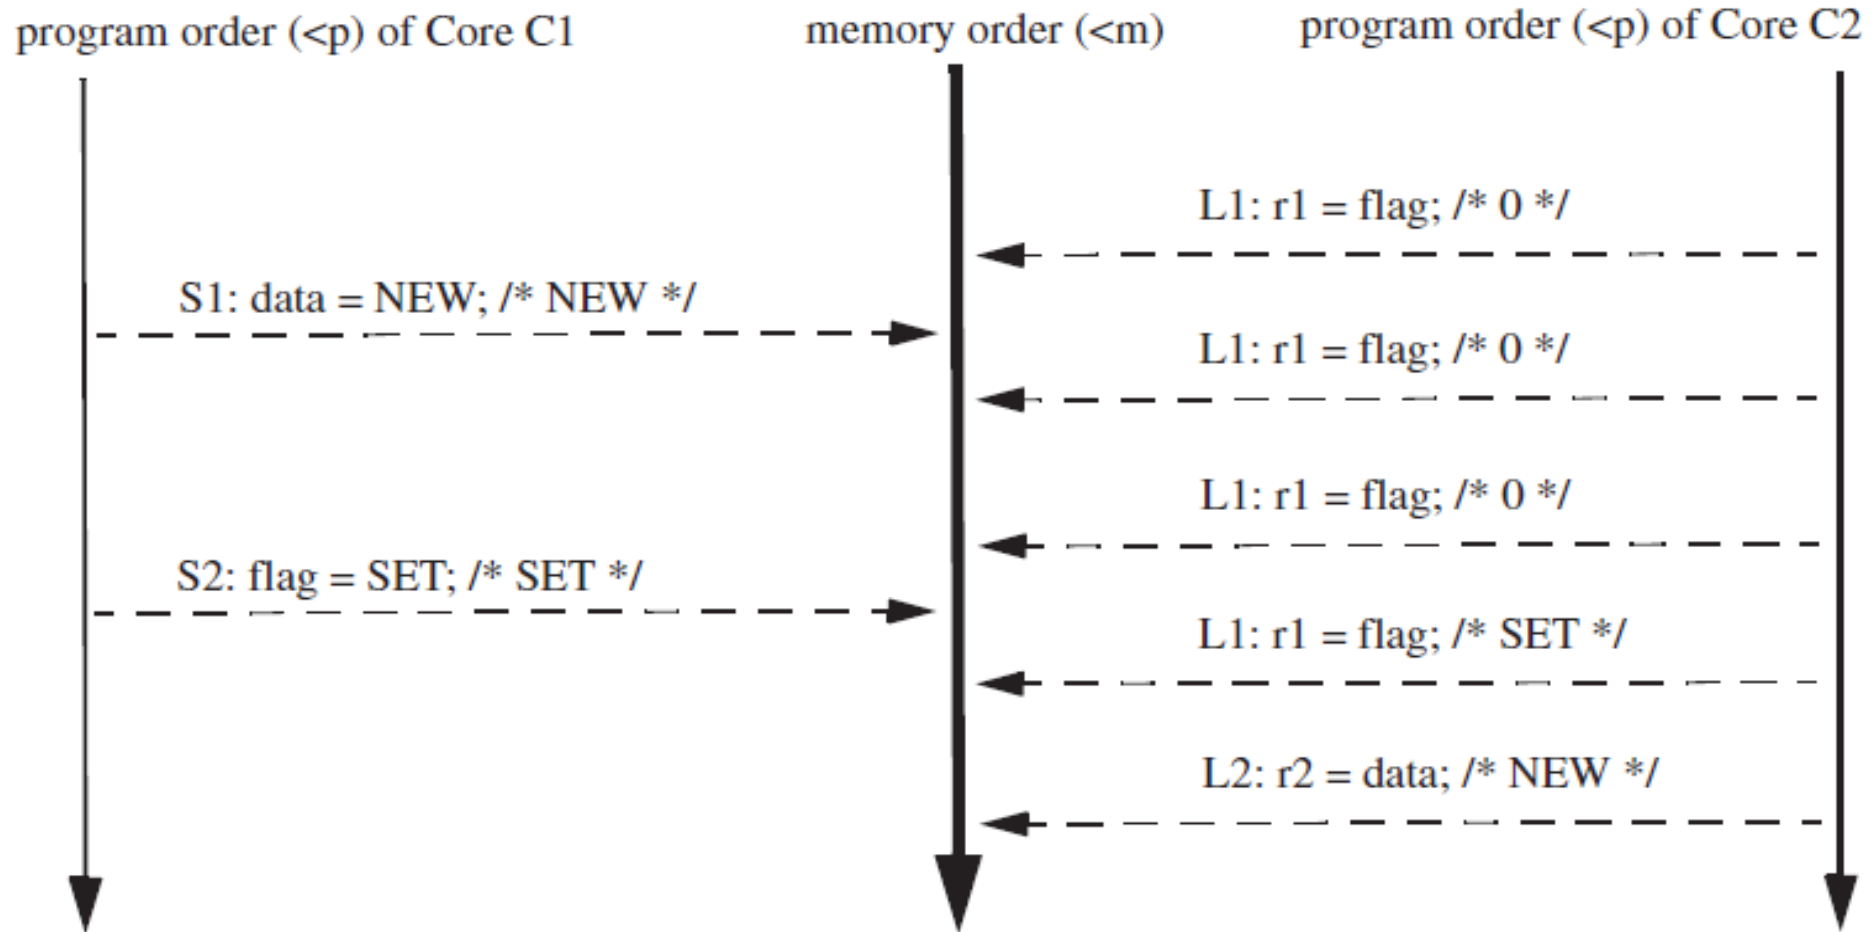 program order (<p) of Core C1
memory order (<m)
program order (<p) of Core C2
L1: r1 = flag; /* 0 */
S1: data = NEW; /* NEW */
L1: r1 = flag; /* 0 */
L1: r1 = flag; /* 0 */
S2: flag = SET; /* SET */
L1: r1 = flag; /* SET */
L2: r2 = data; /* NEW */